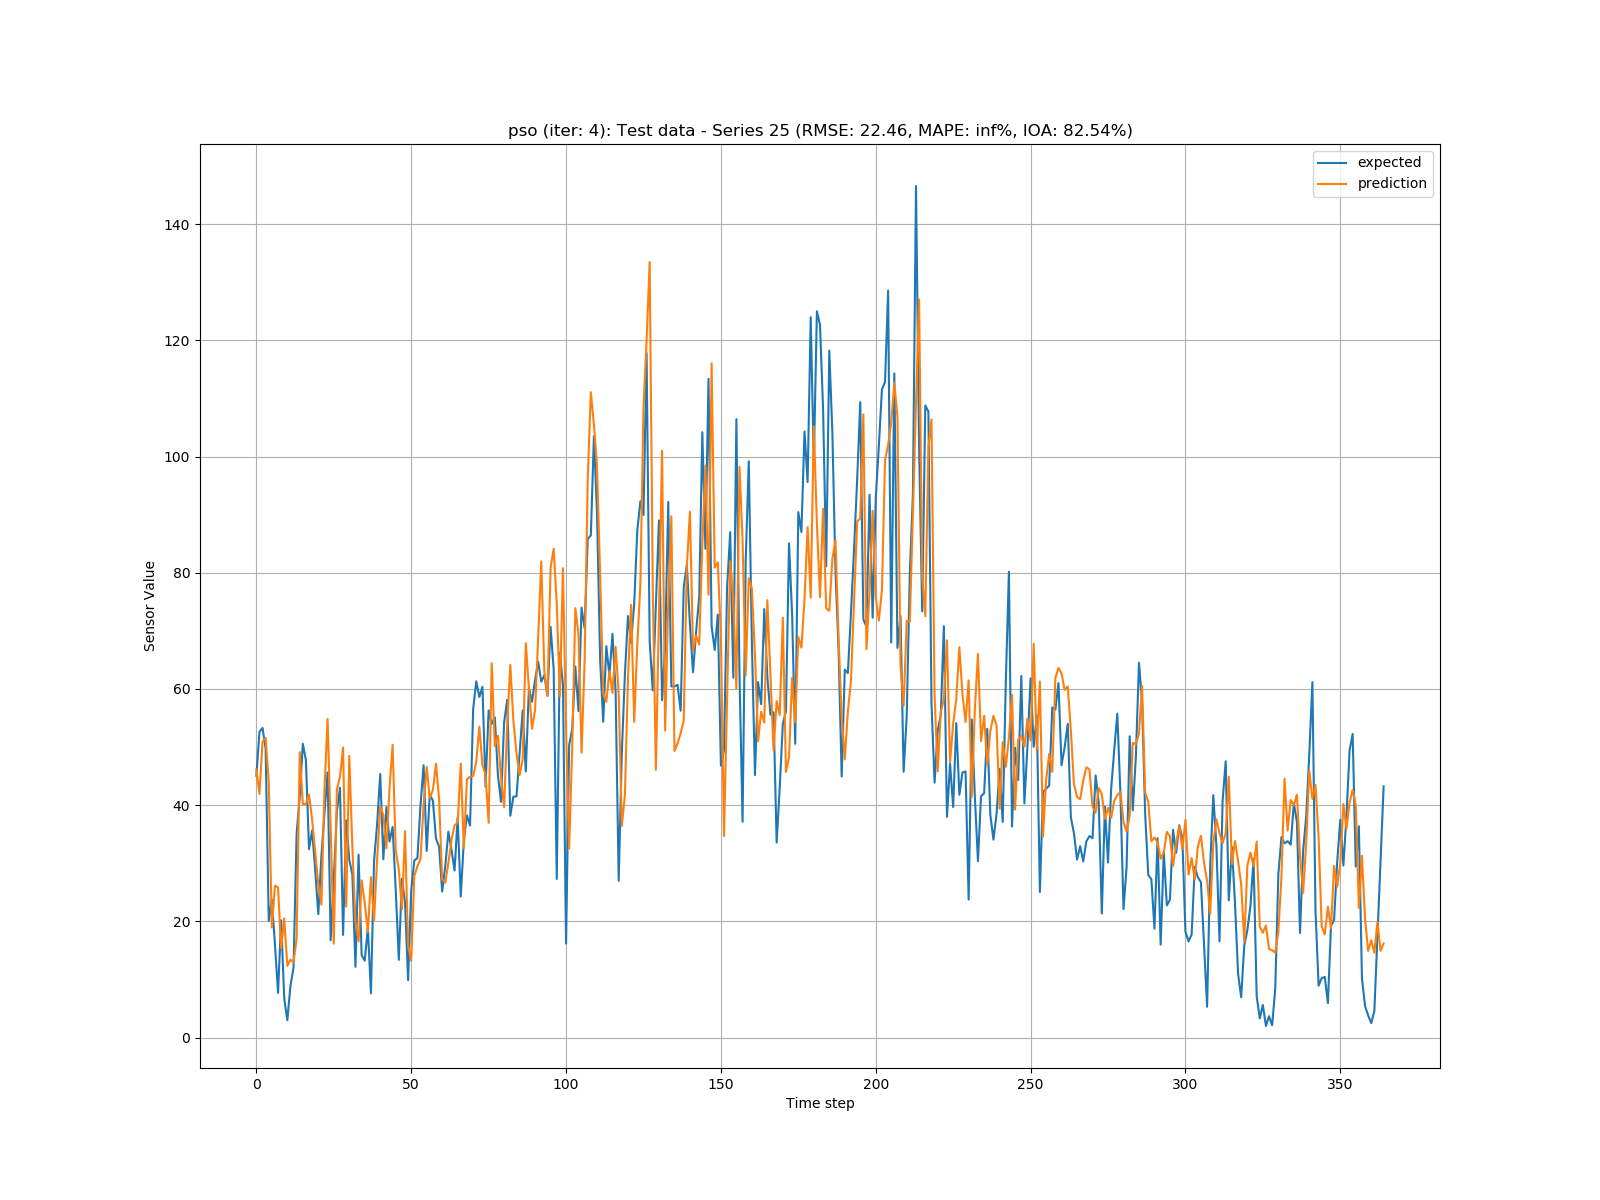 pso (iter: 4): Test data - Series 25 (RMSE: 22.46, MAPE: inf%, IOA: 82.54%)
expected
prediction
140
120
100
80
60
40
20
0
Sensor Value
0 50 100 150 200 250 300 350
Time step